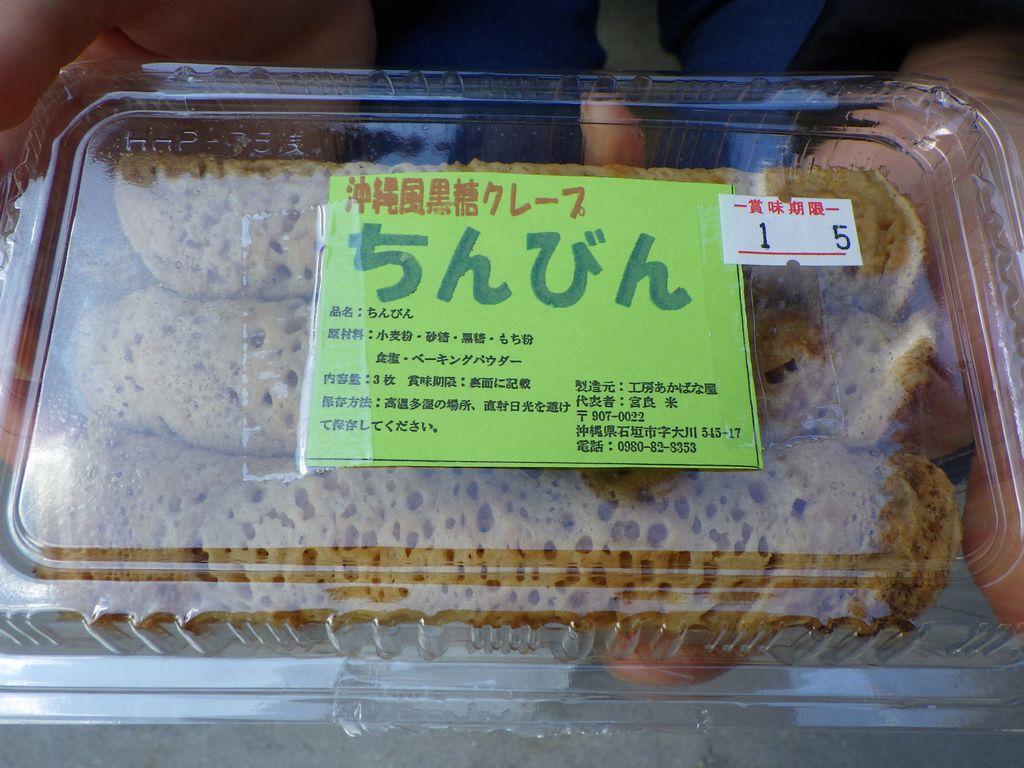 沖縄風黒糖クレープ
ちんびん
－賞味期限－
1 5
品名：ちんびん
原材料：小麦粉・砂糖・黒糖・もち粉
食塩・ベーキングパウダー
内容量：3枚 賞味期限：裏面に記載
保存方法：高温多湿の場所、直射日光を避け
て保存してください。
製造元：工房あかばな屋
代表者：宮良 米
〒907-0022
沖縄県石垣市字大川 545-17
電話：0980-82-8353